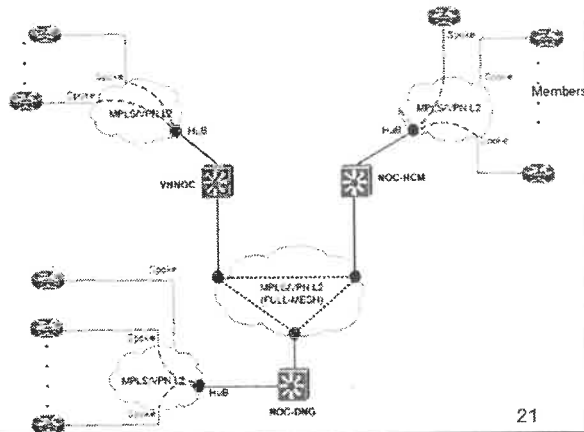 Spoke
Spoke
MPLS/VPN L2
HuB
VNNOC
Spoke
Spoke
MPLS/VPN L2
Members
HuB
Spoke
NOC-HCM
MPLS/VPN L2
(FULL-MESH)
Spoke
Spoke
MPLS/VPN L2
HuB
Spoke
NOC-DNG
21